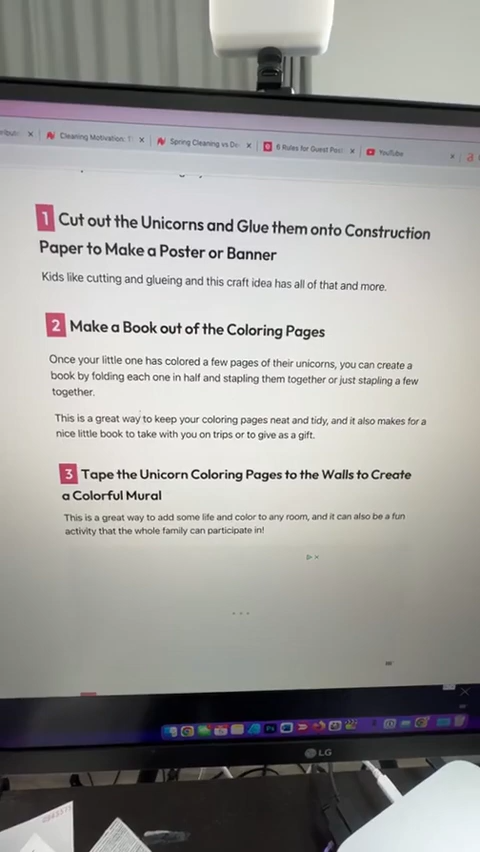 Cleaning Motivation: T
Spring Cleaning vs De
6 Rules for Guest Post
YouTube
1 Cut out the Unicorns and Glue them onto Construction
Paper to Make a Poster or Banner
Kids like cutting and glueing and this craft idea has all of that and more.
2 Make a Book out of the Coloring Pages
Once your little one has colored a few pages of their unicorns, you can create a
book by folding each one in half and stapling them together or just stapling a few
together.
This is a great way to keep your coloring pages neat and tidy, and it also makes for a
nice little book to take with you on trips or to give as a gift.
3 Tape the Unicorn Coloring Pages to the Walls to Create
a Colorful Mural
This is a great way to add some life and color to any room, and it can also be a fun
activity that the whole family can participate in!
LG